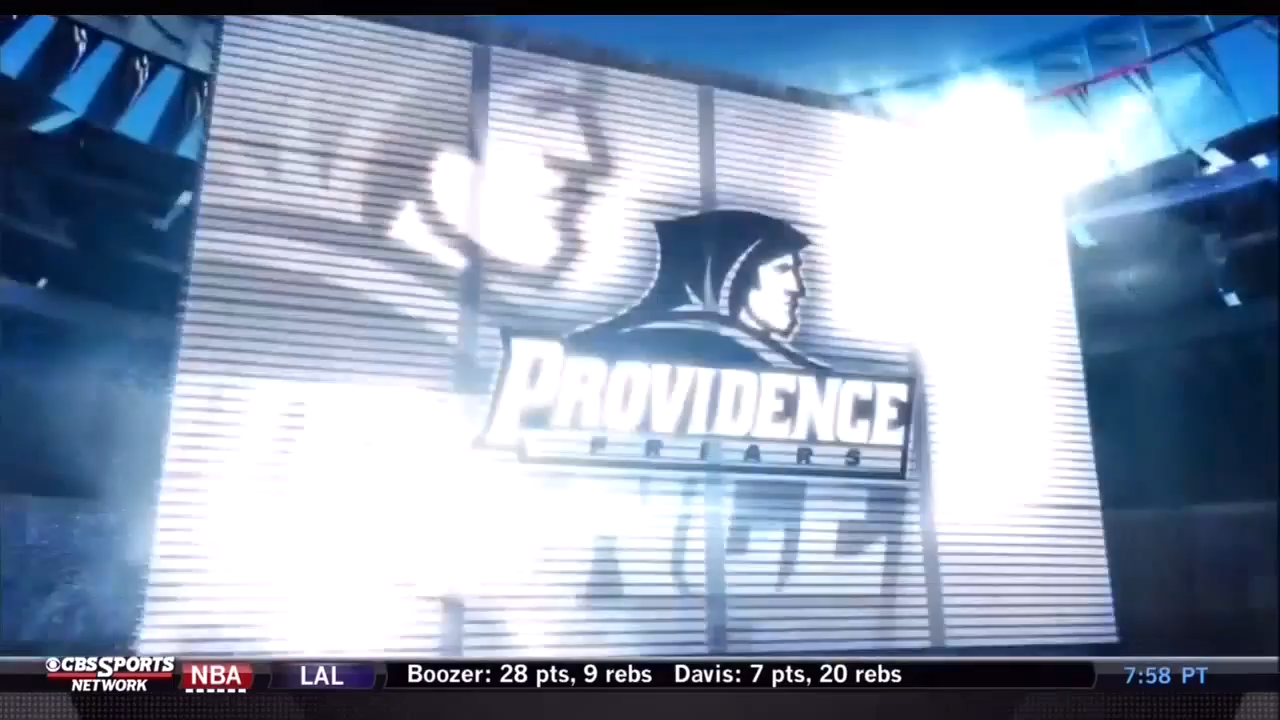 PROVIDENCE
FRIARS
CBS SPORTS
NETWORK
NBA
LAL
Boozer: 28 pts, 9 rebs Davis: 7 pts, 20 rebs
7:58 PT